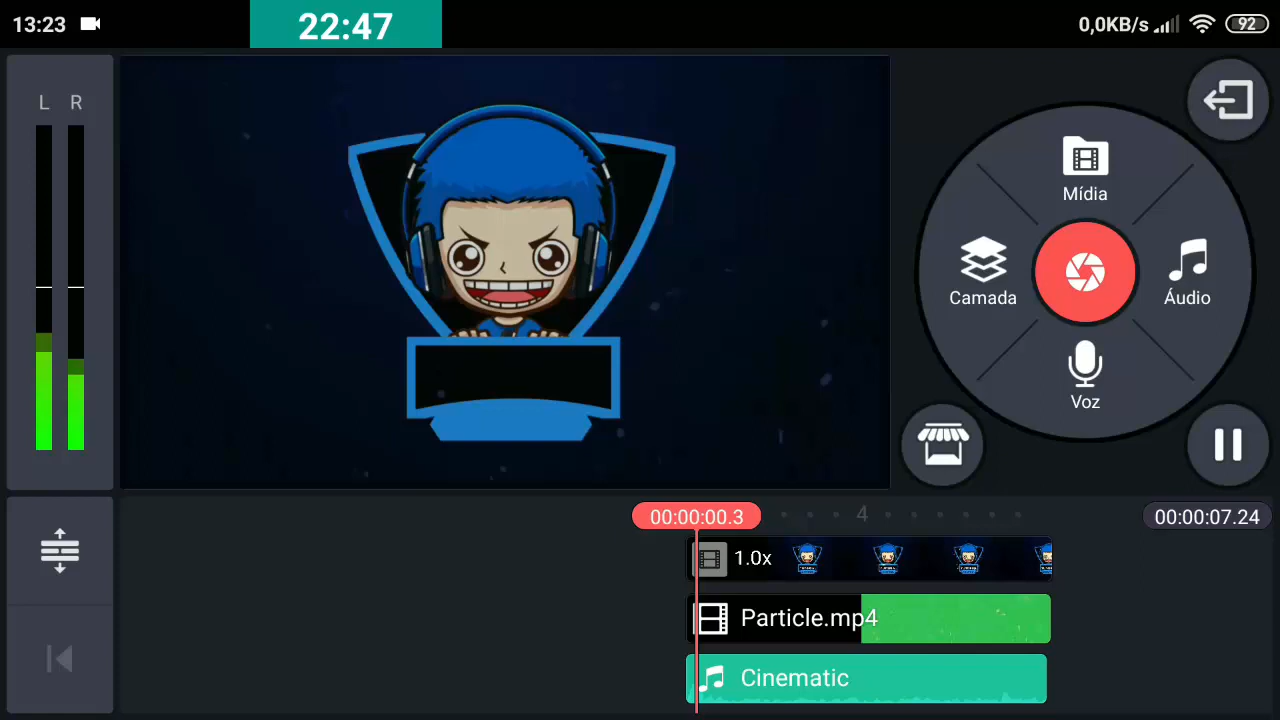 13:23
22:47
0,0KB/s
92
L R
Mídia
Camada
Áudio
Voz
00:00:00.3
4
00:00:07.24
1.0x
Particle.mp4
Cinematic